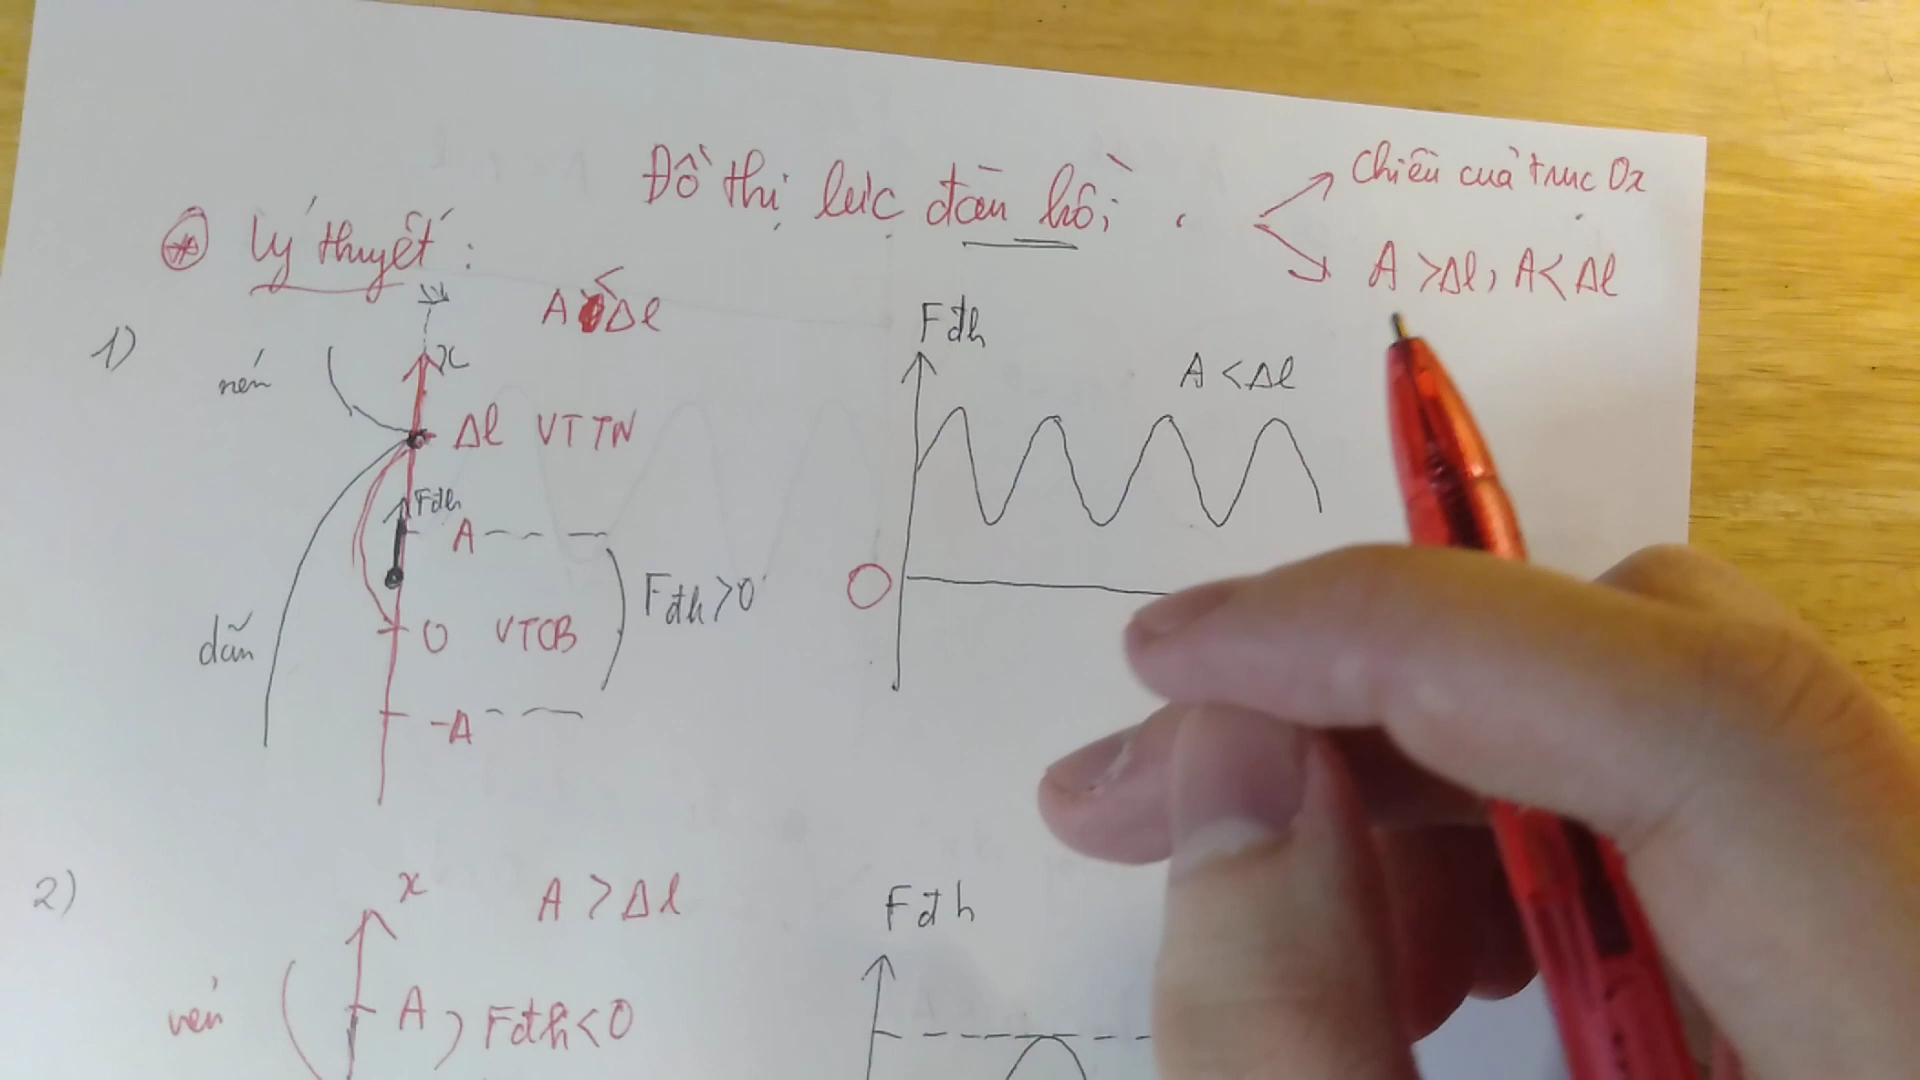 Đồ thị lực đàn hồi.
Chiều của trục Ox
A > Δl, A < Δl
* Lý thuyết:
1)
A < Δl
nén
x
Δl VTTN
Fđh
A
dãn
O VTCB
-A
Fđh > 0
Fđh
A < Δl
O
2)
x
A > Δl
nén
A
Fđh < 0
Fđh